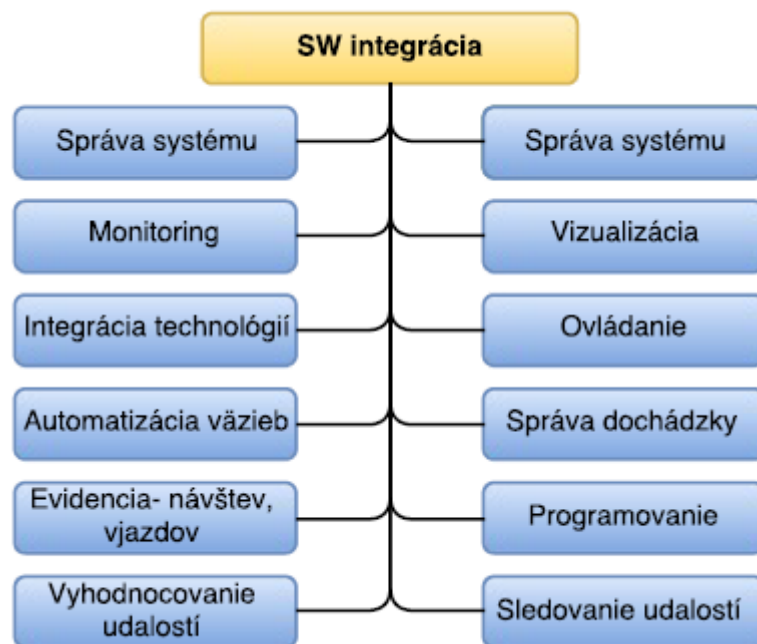 SW integrácia
Správa systému
Správa systému
Monitoring
Vizualizácia
Integrácia technológií
Ovládanie
Automatizácia väzieb
Správa dochádzky
Evidencia- návštev,
vjazdov
Programovanie
Vyhodnocovanie
udalostí
Sledovanie udalostí